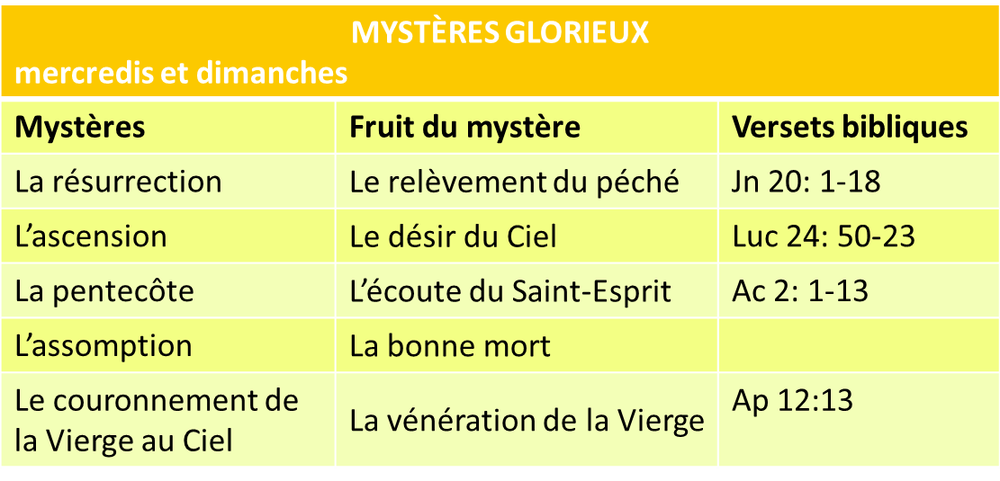 MYSTÈRES GLORIEUX
mercredis et dimanches
Mystères Fruit du mystère Versets bibliques
La résurrection Le relèvement du péché Jn 20: 1-18
L’ascension Le désir du Ciel Luc 24: 50-23
La pentecôte L’écoute du Saint-Esprit Ac 2: 1-13
L’assomption La bonne mort
Le couronnement de
la Vierge au Ciel La vénération de la Vierge Ap 12:13